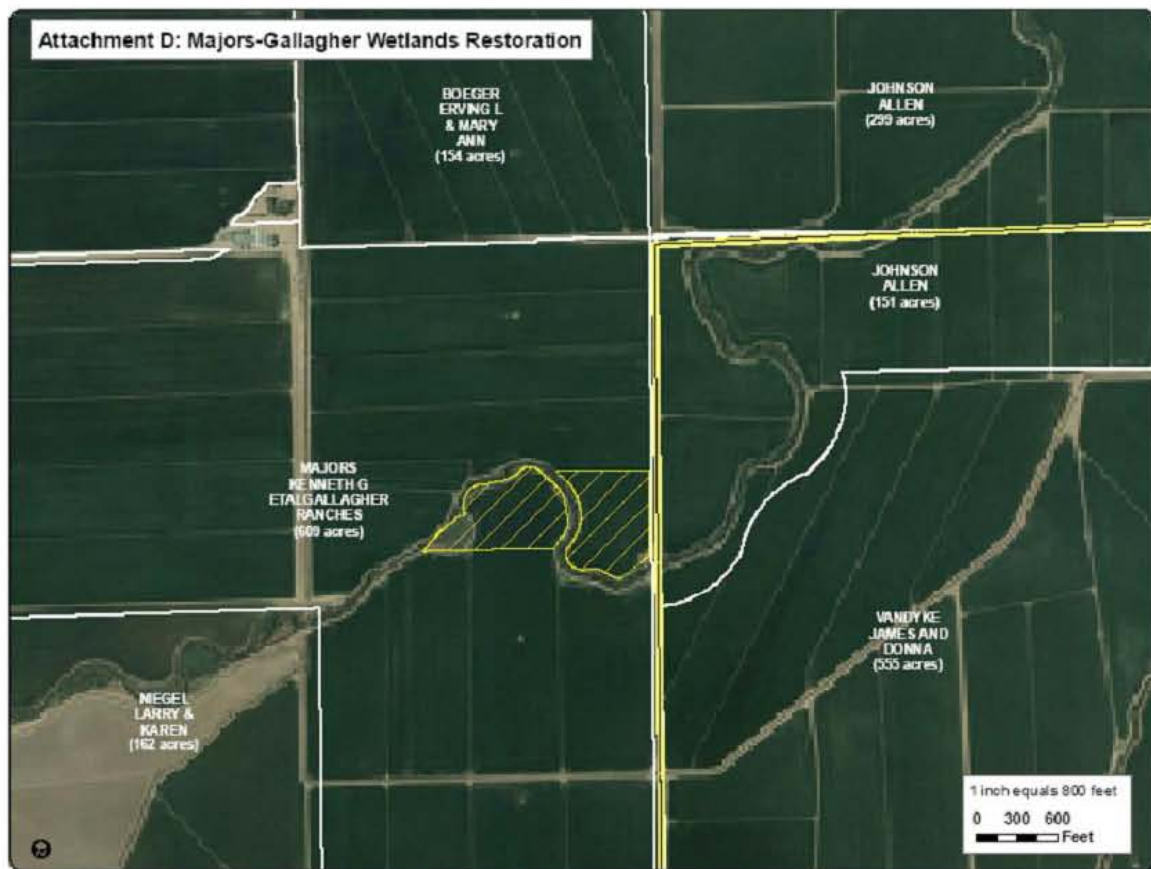 Attachment D: Majors-Gallagher Wetlands Restoration
BOEGER
ERVING L
& MARY
ANN
(154 acres)
JOHNSON
ALLEN
(299 acres)
JOHNSON
ALLEN
(151 acres)
MAJORS
KENNETH G
ETALGALLAGHER
RANCHES
(609 acres)
VANDYKE
JAMES AND
DONNA
(555 acres)
NIEGEL
LARRY &
KAREN
(162 acres)
1 inch equals 800 feet
0 300 600
Feet